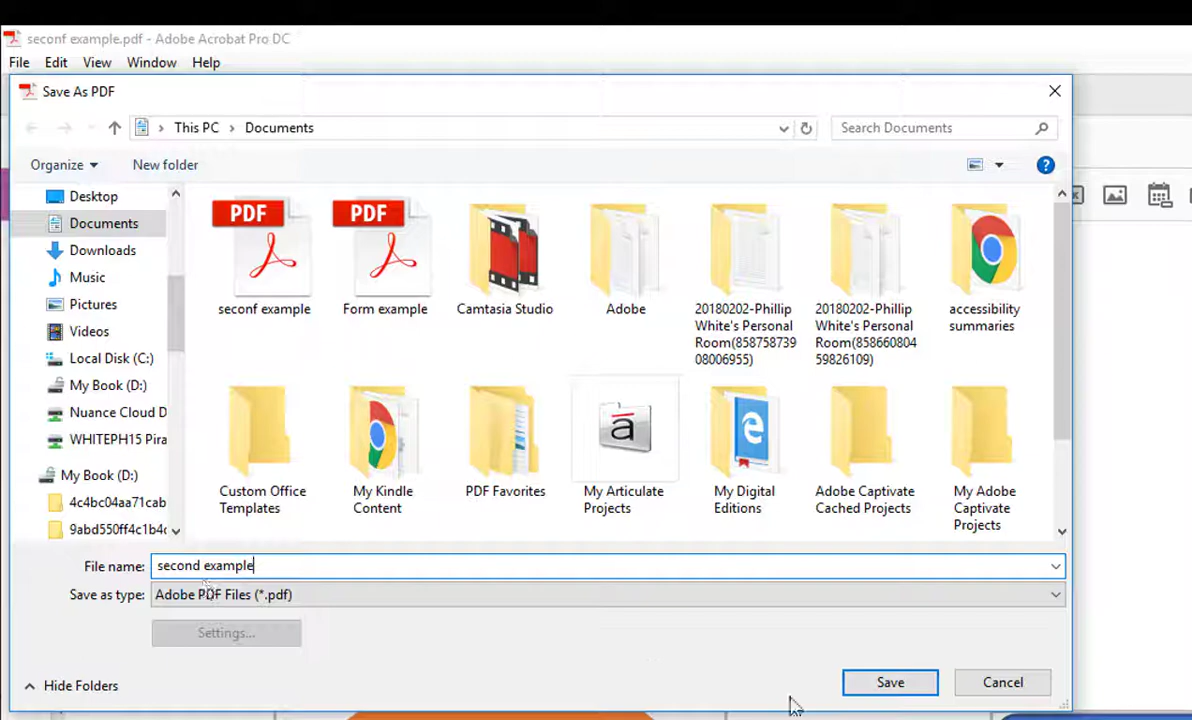 seconf example.pdf - Adobe Acrobat Pro DC
File Edit View Window Help
Save As PDF
This PC › Documents
Search Documents
Organize
New folder
Desktop
Documents
Downloads
Music
Pictures
Videos
Local Disk (C:)
My Book (D:)
Nuance Cloud D
WHITEPH15 Pira
My Book (D:)
4c4bc04aa71cab
9abd550ff4c1b4c
PDF
seconf example
PDF
Form example
Camtasia Studio
Adobe
20180202-Phillip
White's Personal
Room(858758739
08006955)
20180202-Phillip
White's Personal
Room(858660804
59826109)
accessibility
summaries
Custom Office
Templates
My Kindle
Content
PDF Favorites
My Articulate
Projects
My Digital
Editions
Adobe Captivate
Cached Projects
My Adobe
Captivate
Projects
File name: second example
Save as type: Adobe PDF Files (*.pdf)
Settings...
Hide Folders
Save
Cancel